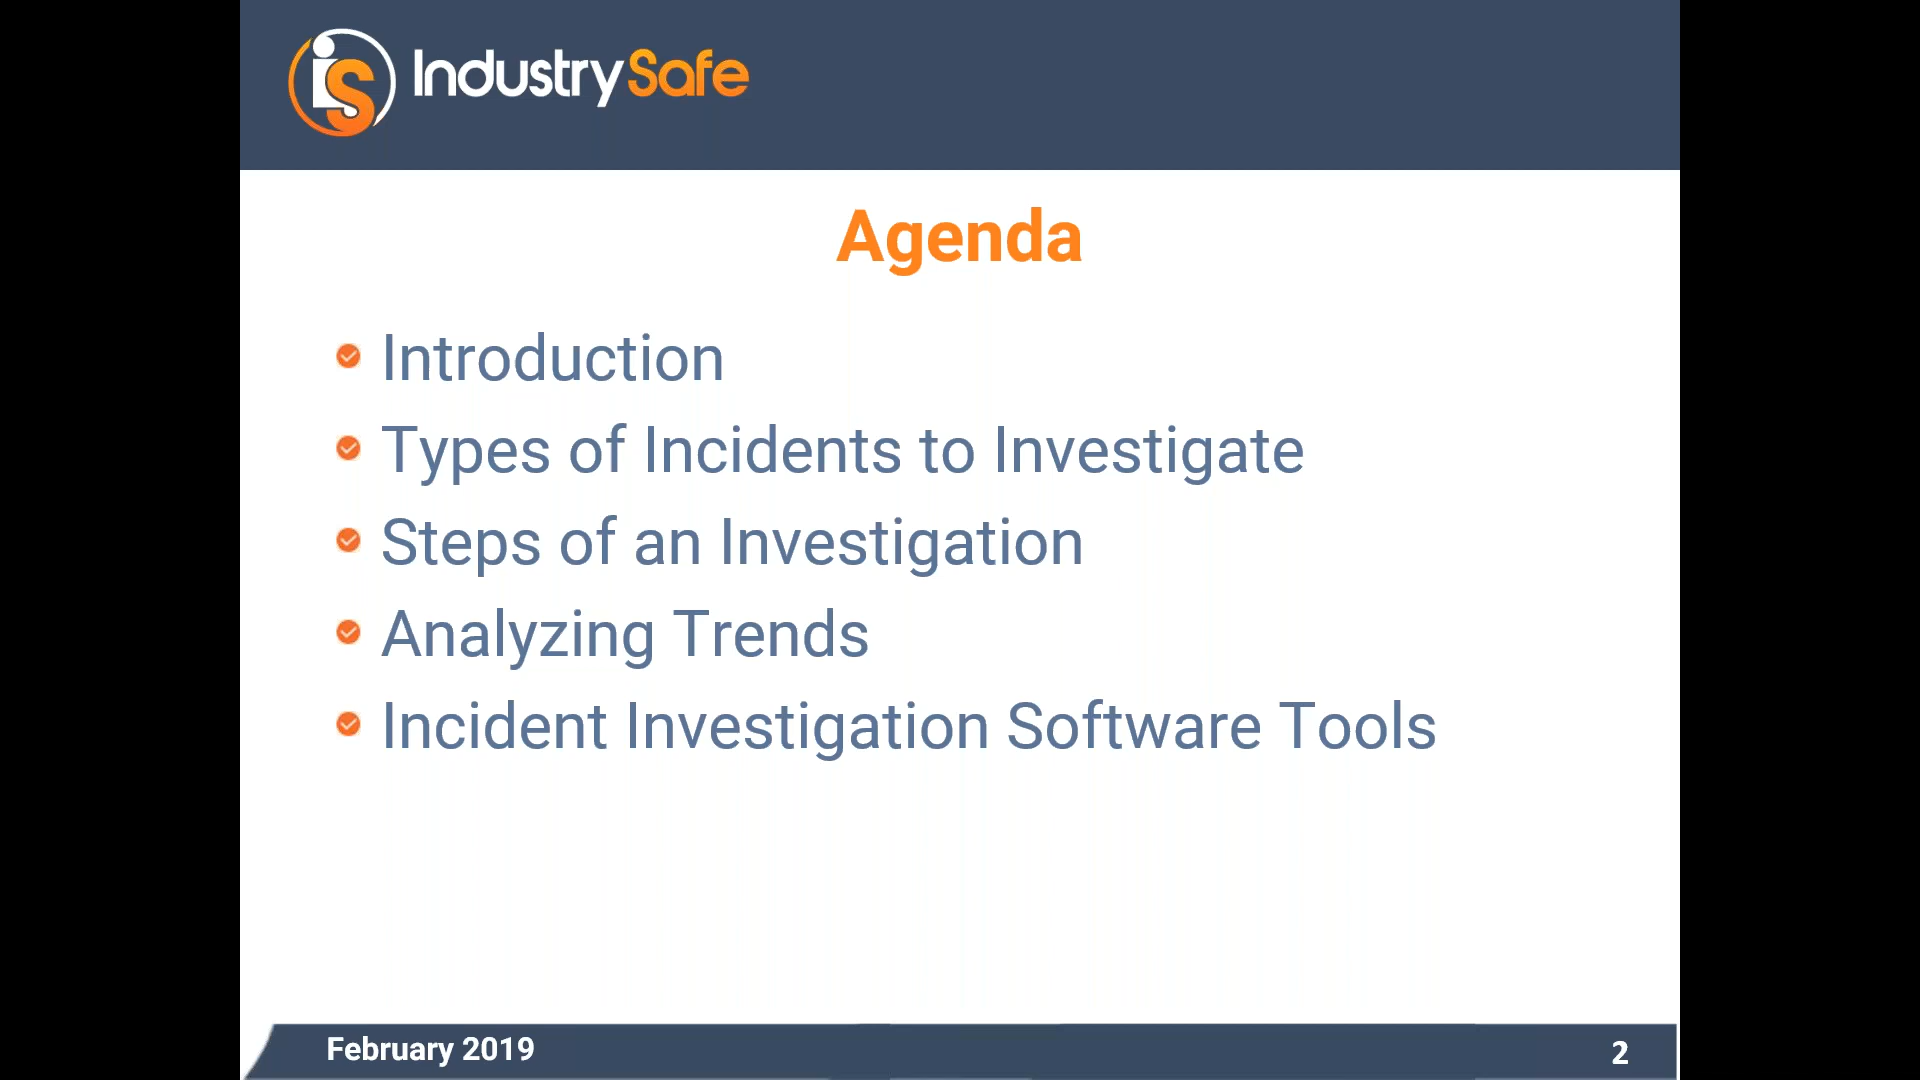 iS IndustrySafe
Agenda
Introduction
Types of Incidents to Investigate
Steps of an Investigation
Analyzing Trends
Incident Investigation Software Tools
February 2019
2